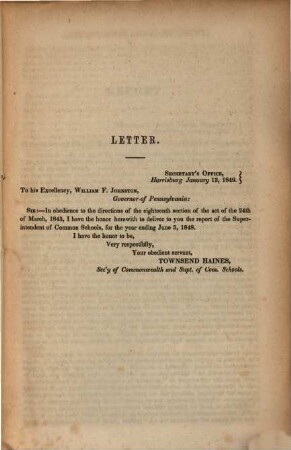 LETTER.
SECRETARY'S OFFICE,
Harrisburg January 13, 1849.
To his Excellency, WILLIAM F. JOHNSTON,
Governor of Pennsylvania:
SIR:—In obedience to the directions of the eighteenth section of the act of the 24th
of March, 1843, I have the honor herewith to deliver to you the report of the Super-
intendent of Common Schools, for the year ending June 5, 1848.
I have the honor to be,
Very respectfully,
Your obedient servant,
TOWNSEND HAINES,
Sec'y of Commonwealth and Supt. of Com. Schools.